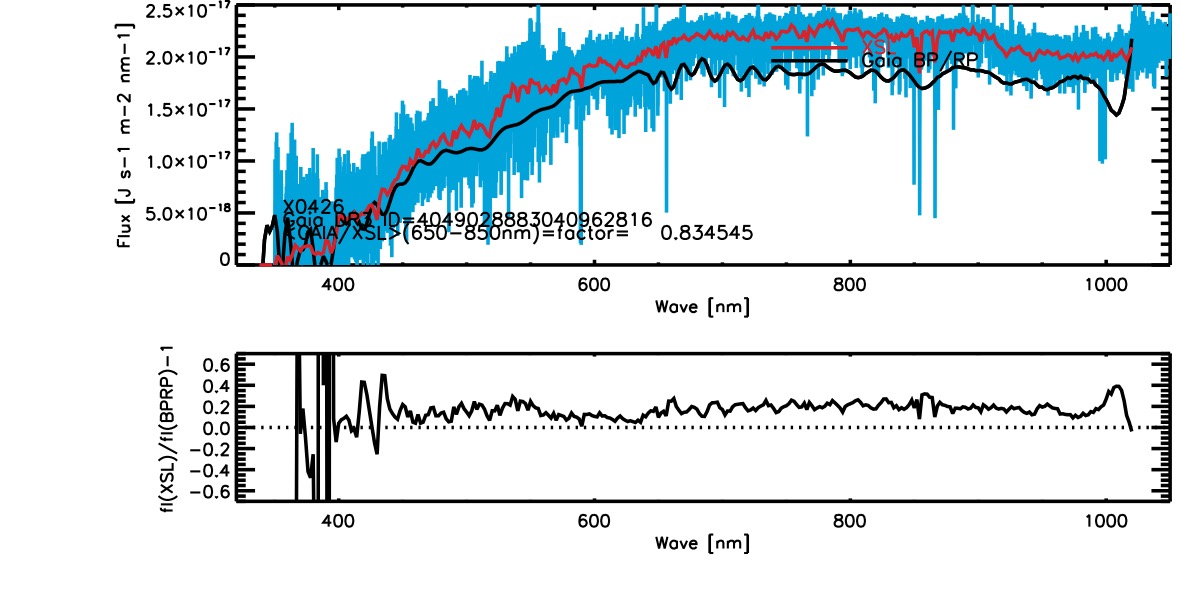 2.5×10⁻¹⁷
2.0×10⁻¹⁷
1.5×10⁻¹⁷
1.0×10⁻¹⁷
5.0×10⁻¹⁸
0
Flux [J s−1 m−2 nm−1]
XSL
Gaia BP/RP
X0426
Gaia DR3 ID=4049028883040962816
<GAIA/XSL>(650−850nm)=factor= 0.834545
400 600 800 1000
Wave [nm]
0.6
0.4
0.2
0.0
−0.2
−0.4
−0.6
fl(XSL)/fl(BPRP)−1
400 600 800 1000
Wave [nm]